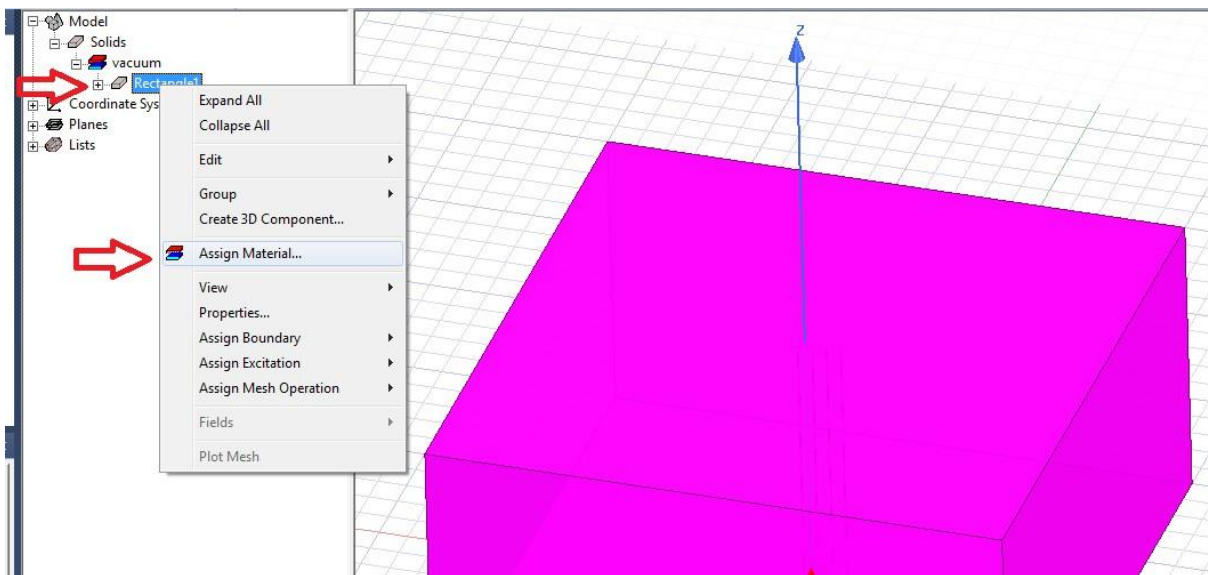 Model
Solids
vacuum
Rectangle1
Coordinate Sys
Planes
Lists
Expand All
Collapse All
Edit
Group
Create 3D Component...
Assign Material...
View
Properties...
Assign Boundary
Assign Excitation
Assign Mesh Operation
Fields
Plot Mesh
Z